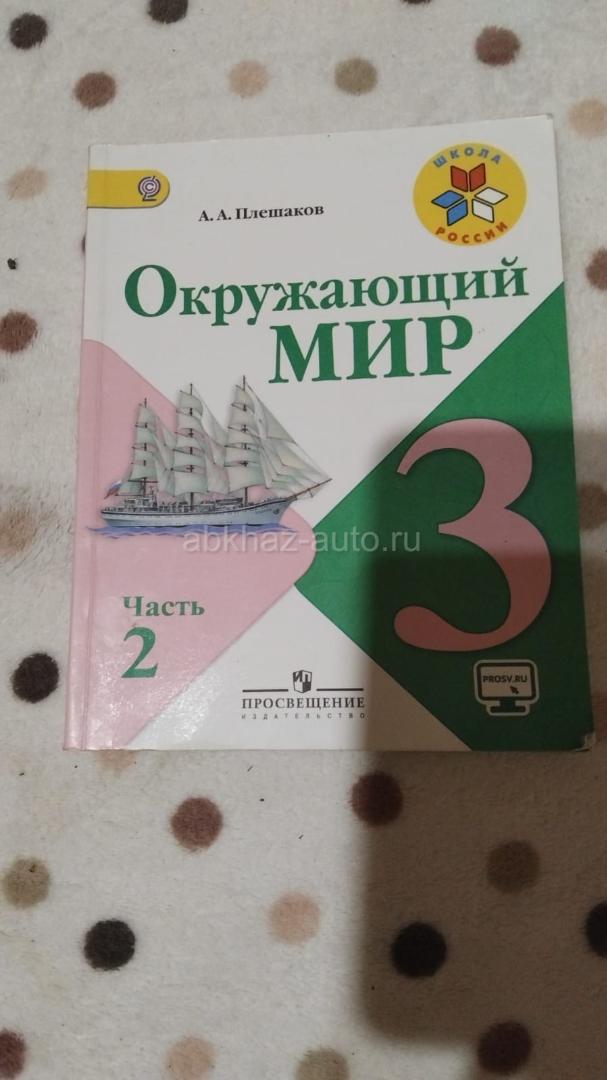 ШКОЛА
РОССИИ
А. А. Плешаков
Окружающий
МИР
3
abkhaz-auto.ru
Часть
2
PROSV.RU
ПРОСВЕЩЕНИЕ
ИЗДАТЕЛЬСТВО